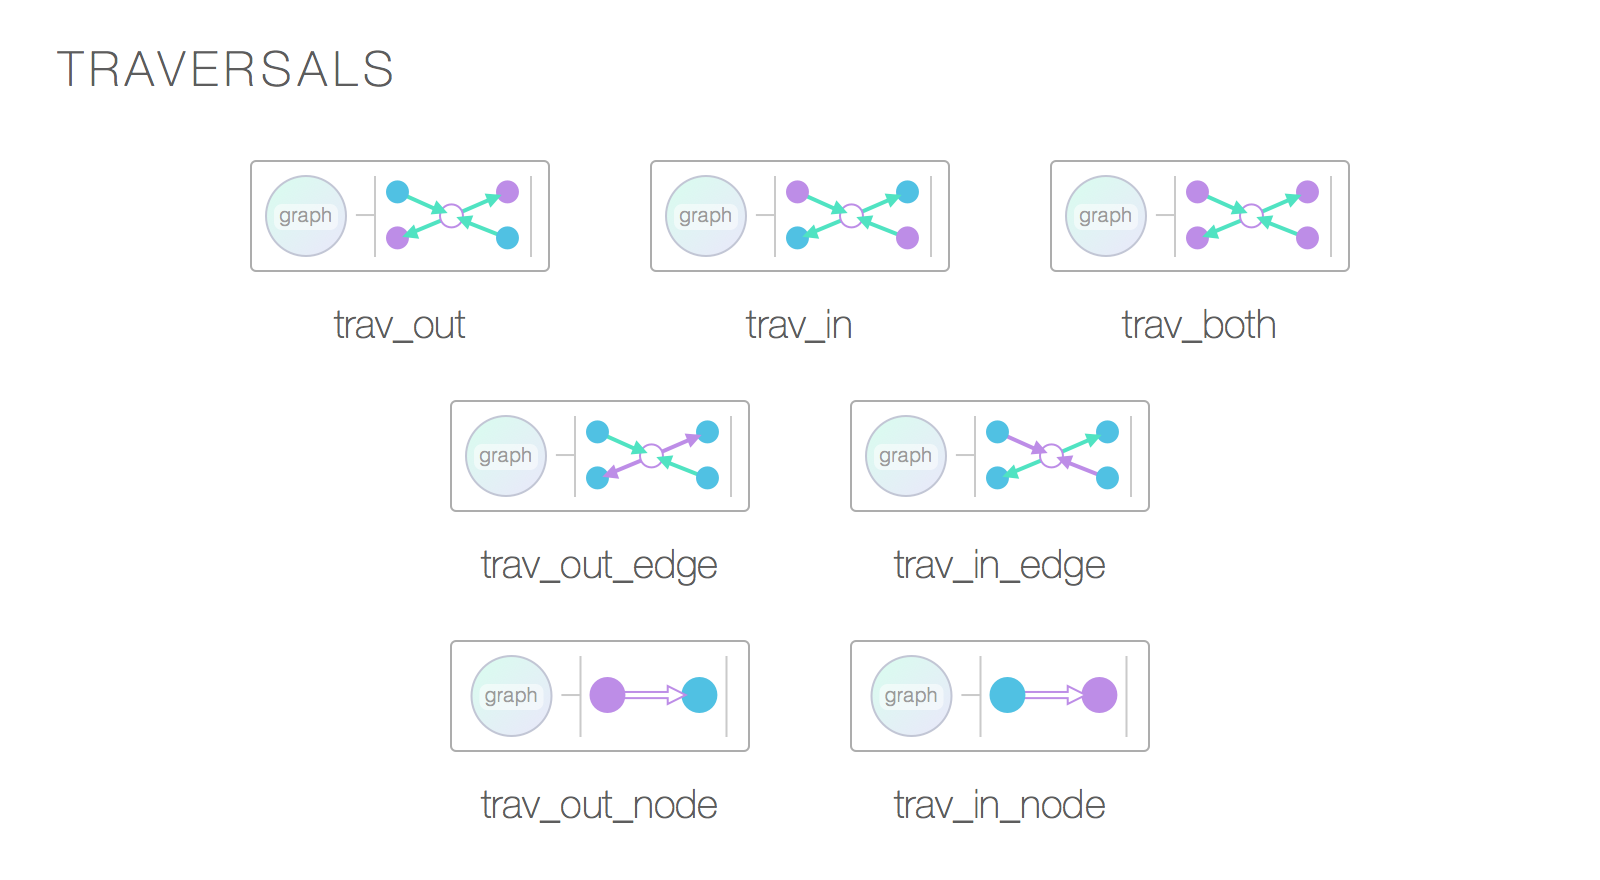 TRAVERSALS
graph
graph
graph
trav_out
trav_in
trav_both
graph
graph
trav_out_edge
trav_in_edge
graph
graph
trav_out_node
trav_in_node